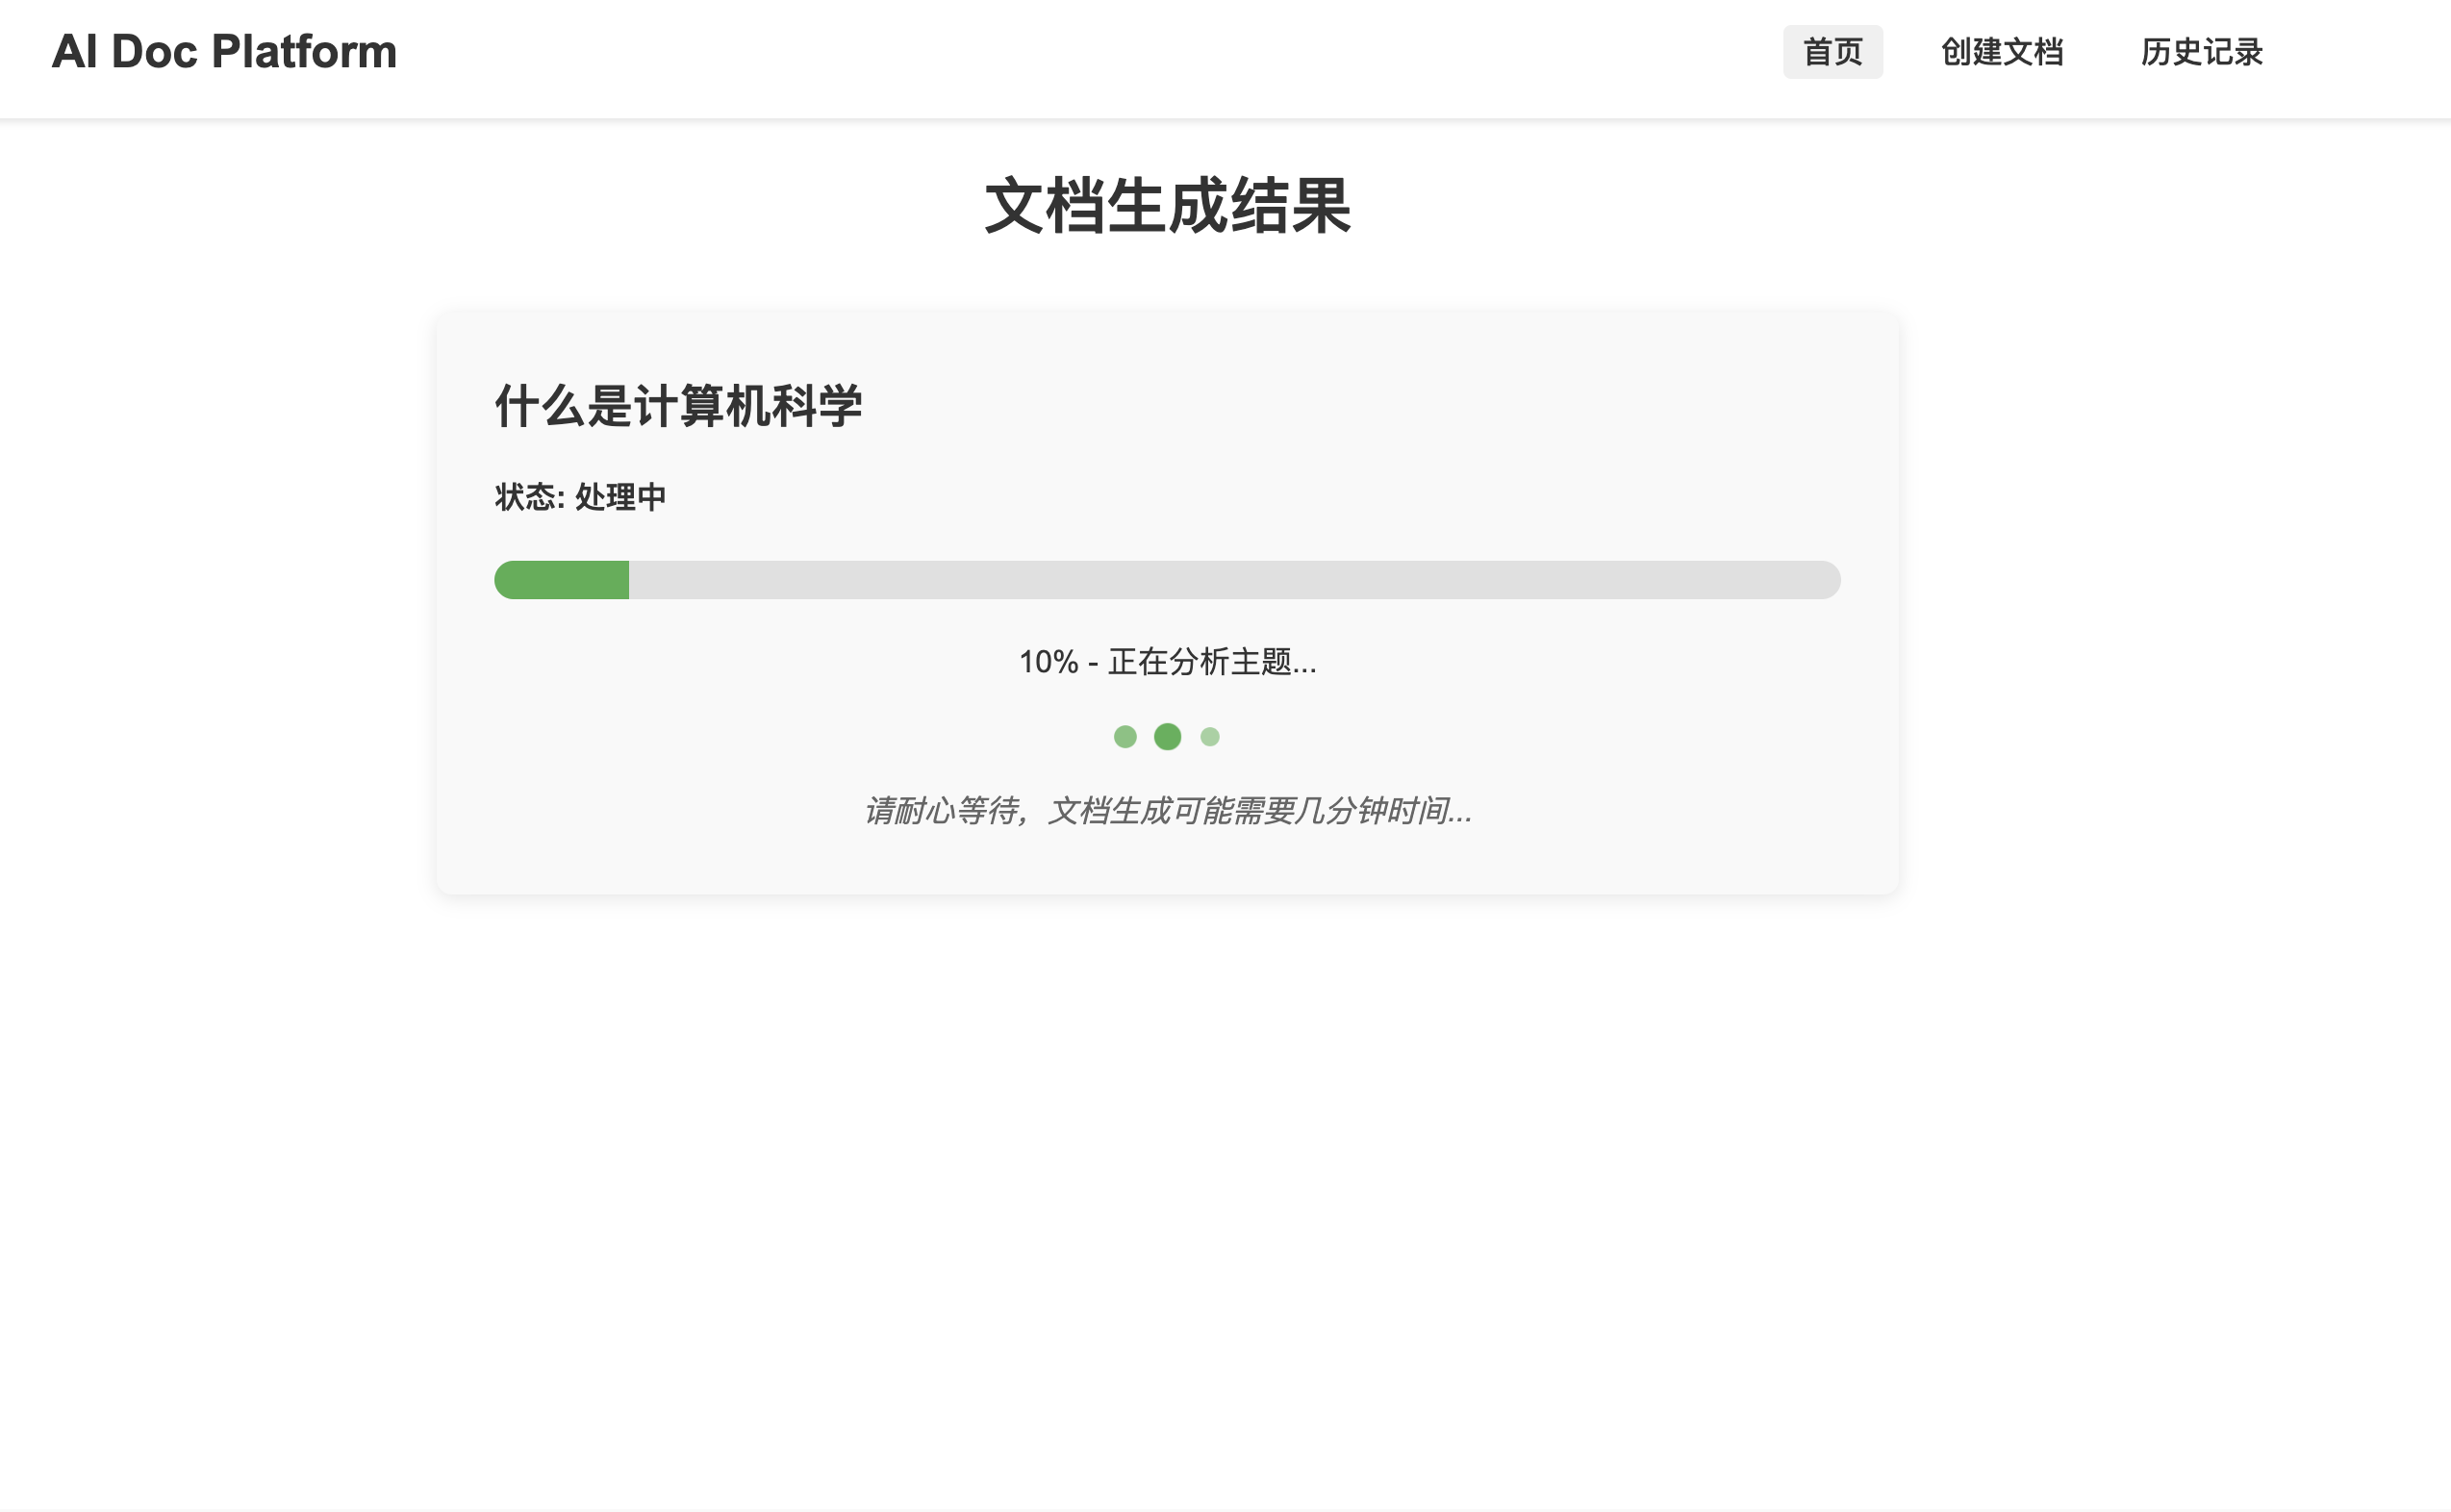 AI Doc Platform
首页 创建文档 历史记录
文档生成结果
什么是计算机科学
状态: 处理中
10% - 正在分析主题...
请耐心等待，文档生成可能需要几分钟时间...